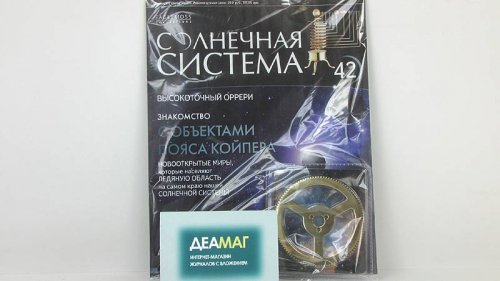 СОЛНЕЧНАЯ
СИСТЕМА
42
ВЫСОКОТОЧНЫЙ ОРРЕРИ
ЗНАКОМСТВО
С ОБЪЕКТАМИ
ПОЯСА КОЙПЕРА
НОВООТКРЫТЫЕ МИРЫ,
которые населяют
ЛЕДЯНУЮ ОБЛАСТЬ
на самом краю нашей
СОЛНЕЧНОЙ СИСТЕМЫ
ДЕАМАГ
ИНТЕРНЕТ-МАГАЗИН
ЖУРНАЛОВ С ВЛОЖЕНИЕМ